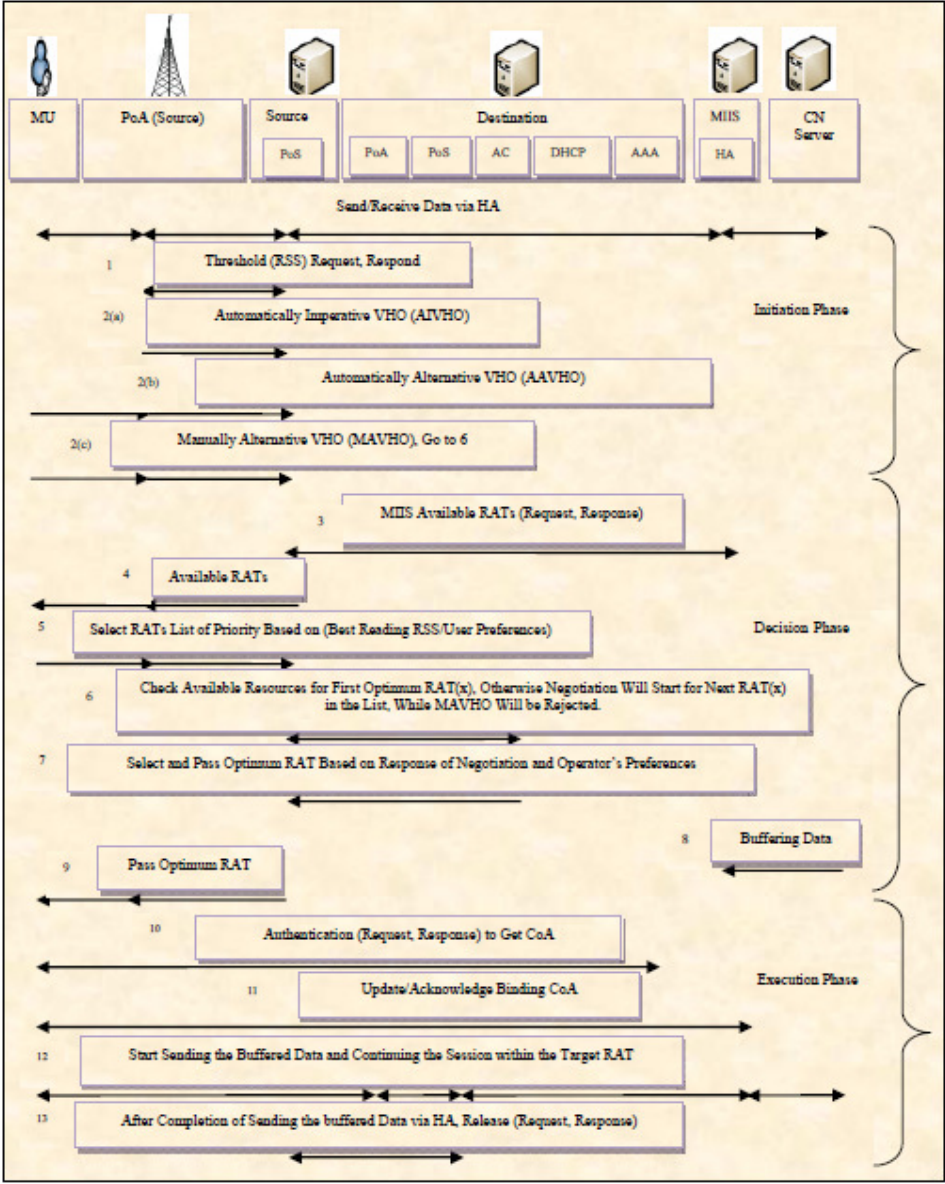 MU
PoA (Source)
Source
PoS
Destination
PoA
PoS
AC
DHCP
AAA
MIIS
HA
CN
Server
Send/Receive Data via HA
1
Threshold (RSS) Request, Respond
2(a)
Automatically Imperative VHO (AIVHO)
Initiation Phase
2(b)
Automatically Alternative VHO (AAVHO)
2(c)
Manually Alternative VHO (MAVHO), Go to 6
3
MIIS Available RATs (Request, Response)
4
Available RATs
5
Select RATs List of Priority Based on (Best Reading RSS/User Preferences)
Decision Phase
6
Check Available Resources for First Optimum RAT(x), Otherwise Negotiation Will Start for Next RAT(x)
in the List, While MAVHO Will be Rejected.
7
Select and Pass Optimum RAT Based on Response of Negotiation and Operator's Preferences
8
Buffering Data
9
Pass Optimum RAT
10
Authentication (Request, Response) to Get CoA
11
Update/Acknowledge Binding CoA
Execution Phase
12
Start Sending the Buffered Data and Continuing the Session within the Target RAT
13
After Completion of Sending the buffered Data via HA, Release (Request, Response)